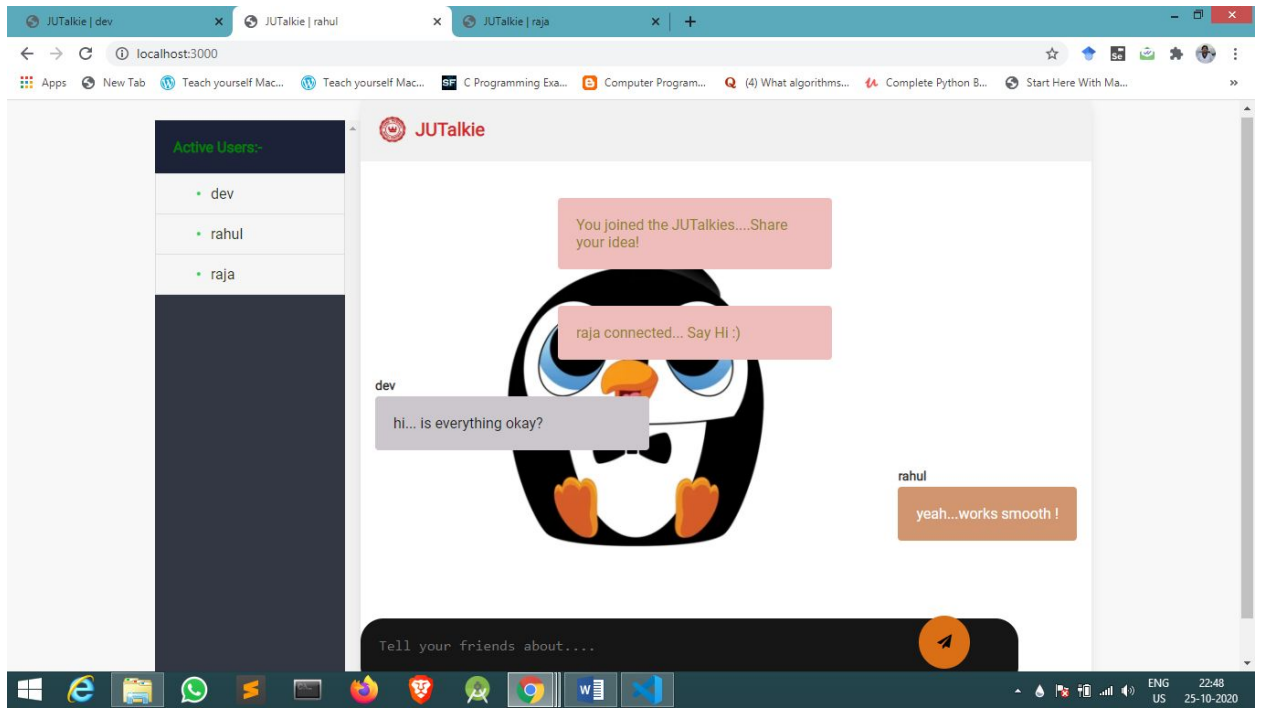 JUTalkie | dev
JUTalkie | rahul
JUTalkie | raja
localhost:3000
Apps
New Tab
Teach yourself Mac...
Teach yourself Mac...
SF
C Programming Exa...
Computer Program...
(4) What algorithms...
Complete Python B...
Start Here With Ma...
Se
JUTalkie
Active Users:-
dev
rahul
raja
You joined the JUTalkies....Share
your idea!
raja connected... Say Hi :)
dev
hi... is everything okay?
rahul
yeah...works smooth !
Tell your friends about....
ENG
US
22:48
25-10-2020